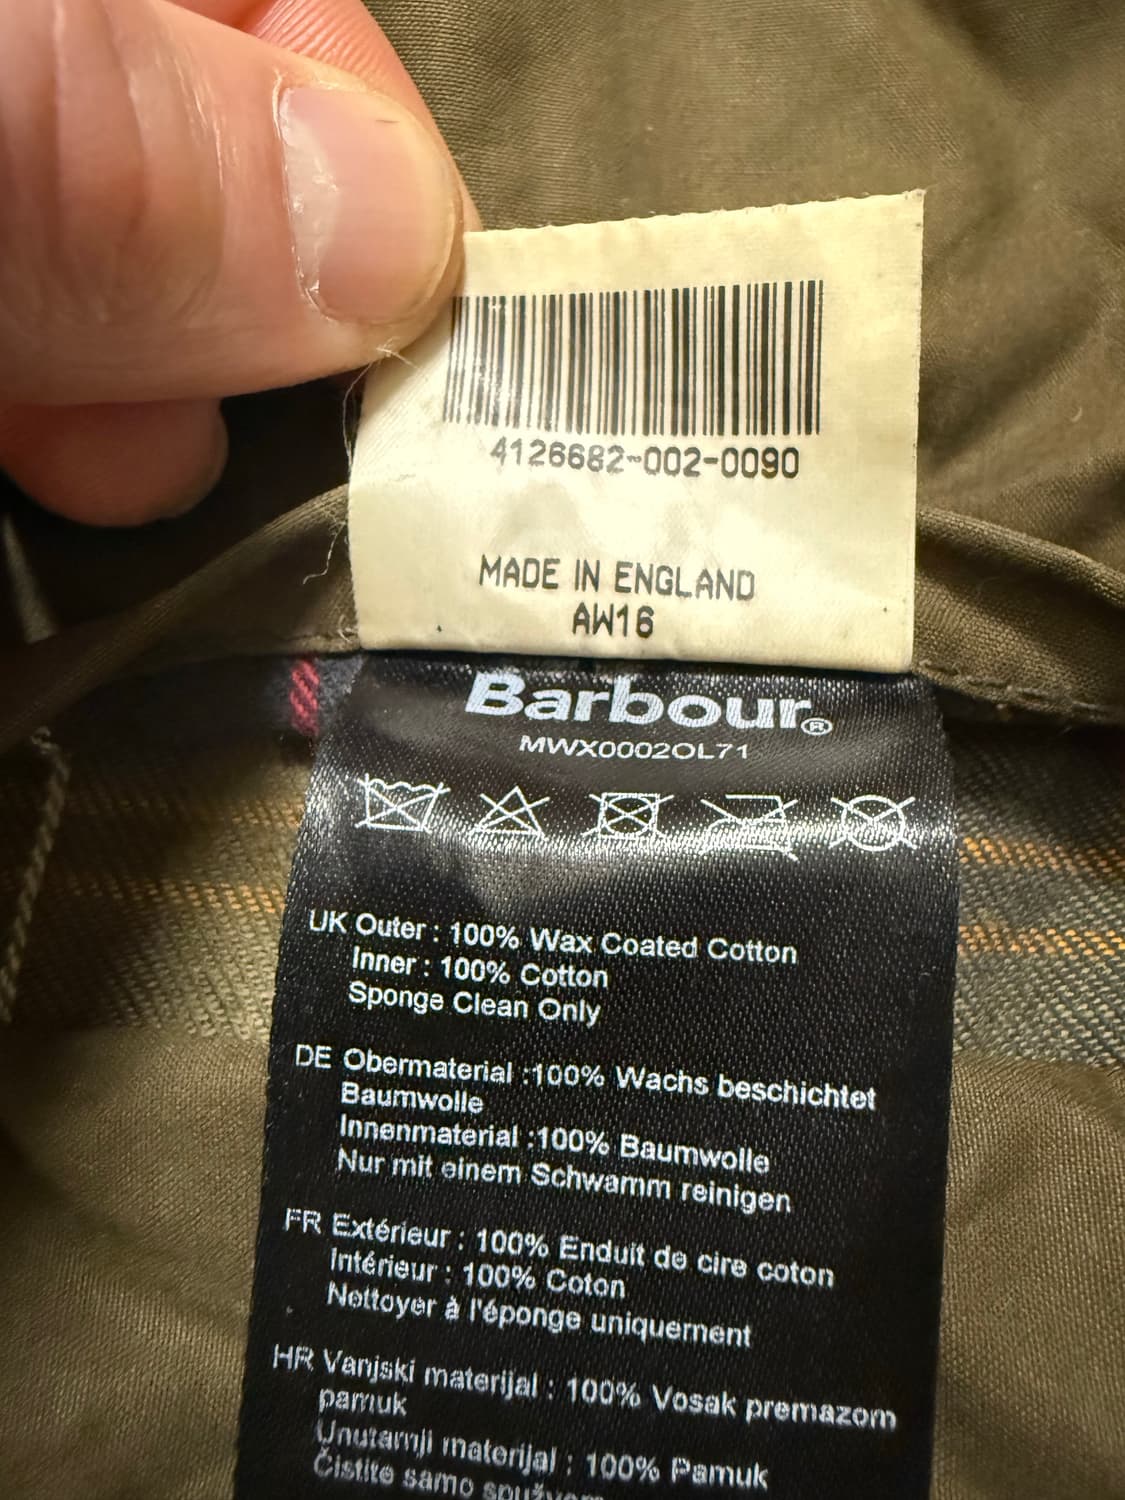 4126682-002-0090
MADE IN ENGLAND
AW16
Barbour®
MWX0002OL71
UK Outer : 100% Wax Coated Cotton
Inner : 100% Cotton
Sponge Clean Only
DE Obermaterial :100% Wachs beschichtet
Baumwolle
Innenmaterial :100% Baumwolle
Nur mit einem Schwamm reinigen
FR Extérieur : 100% Enduit de cire coton
Intérieur : 100% Coton
Nettoyer à l'éponge uniquement
HR Vanjski materijal : 100% Vosak premazom
pamuk
Unutarnji materijal : 100% Pamuk
Čistite samo